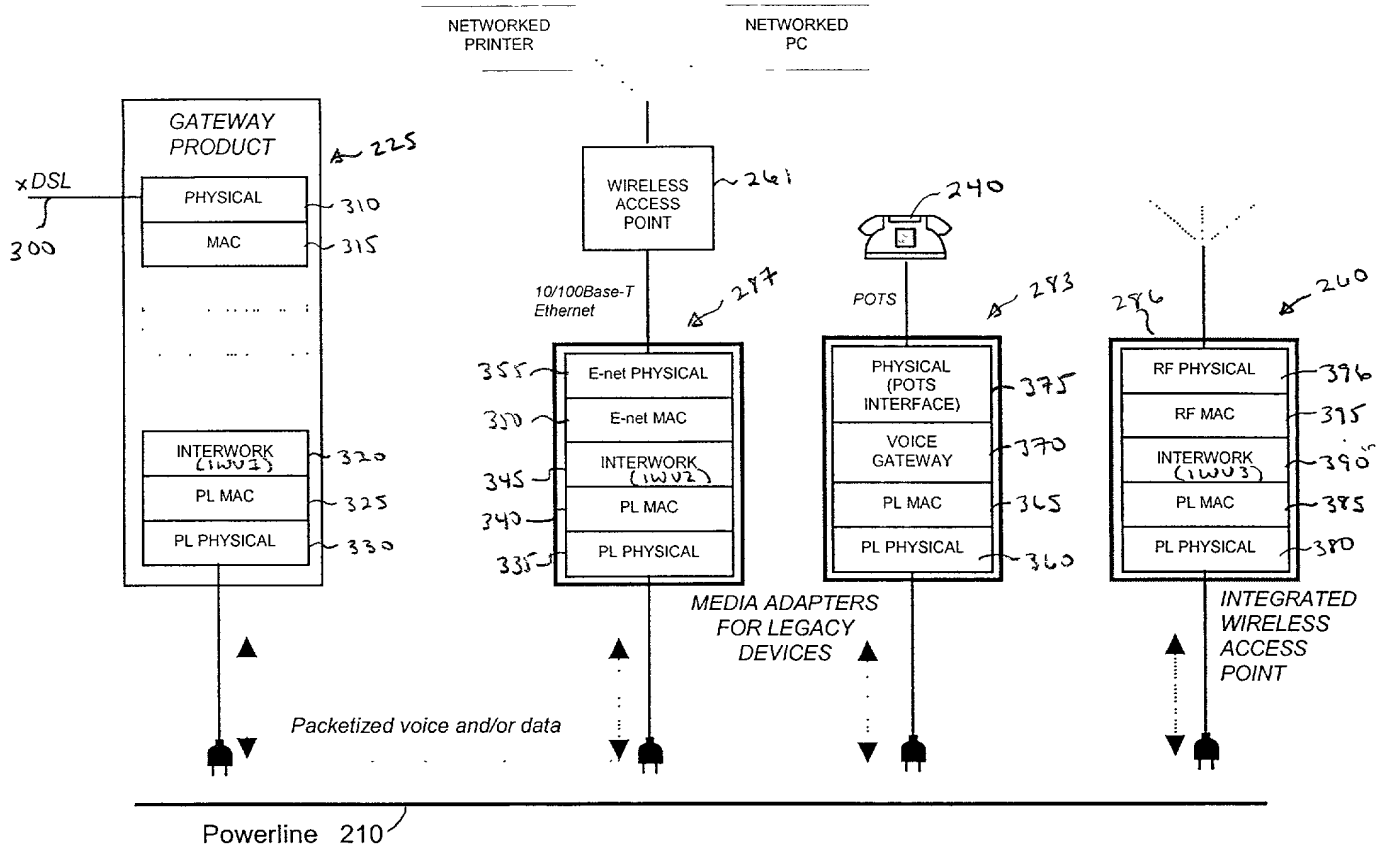 NETWORKED
PRINTER
NETWORKED
PC
GATEWAY
PRODUCT
225
xDSL
300
PHYSICAL
310
MAC
315
INTERWORK
(IWU1)
320
PL MAC
325
PL PHYSICAL
330
WIRELESS
ACCESS
POINT
261
10/100Base-T
Ethernet
287
355
E-net PHYSICAL
350
E-net MAC
345
INTERWORK
(IWU2)
340
PL MAC
335
PL PHYSICAL
240
POTS
283
PHYSICAL
(POTS
INTERFACE)
375
VOICE
GATEWAY
370
PL MAC
365
PL PHYSICAL
360
286
260
RF PHYSICAL
396
RF MAC
395
INTERWORK
(IWU3)
390
PL MAC
385
PL PHYSICAL
380
MEDIA ADAPTERS
FOR LEGACY
DEVICES
INTEGRATED
WIRELESS
ACCESS
POINT
Packetized voice and/or data
Powerline 210